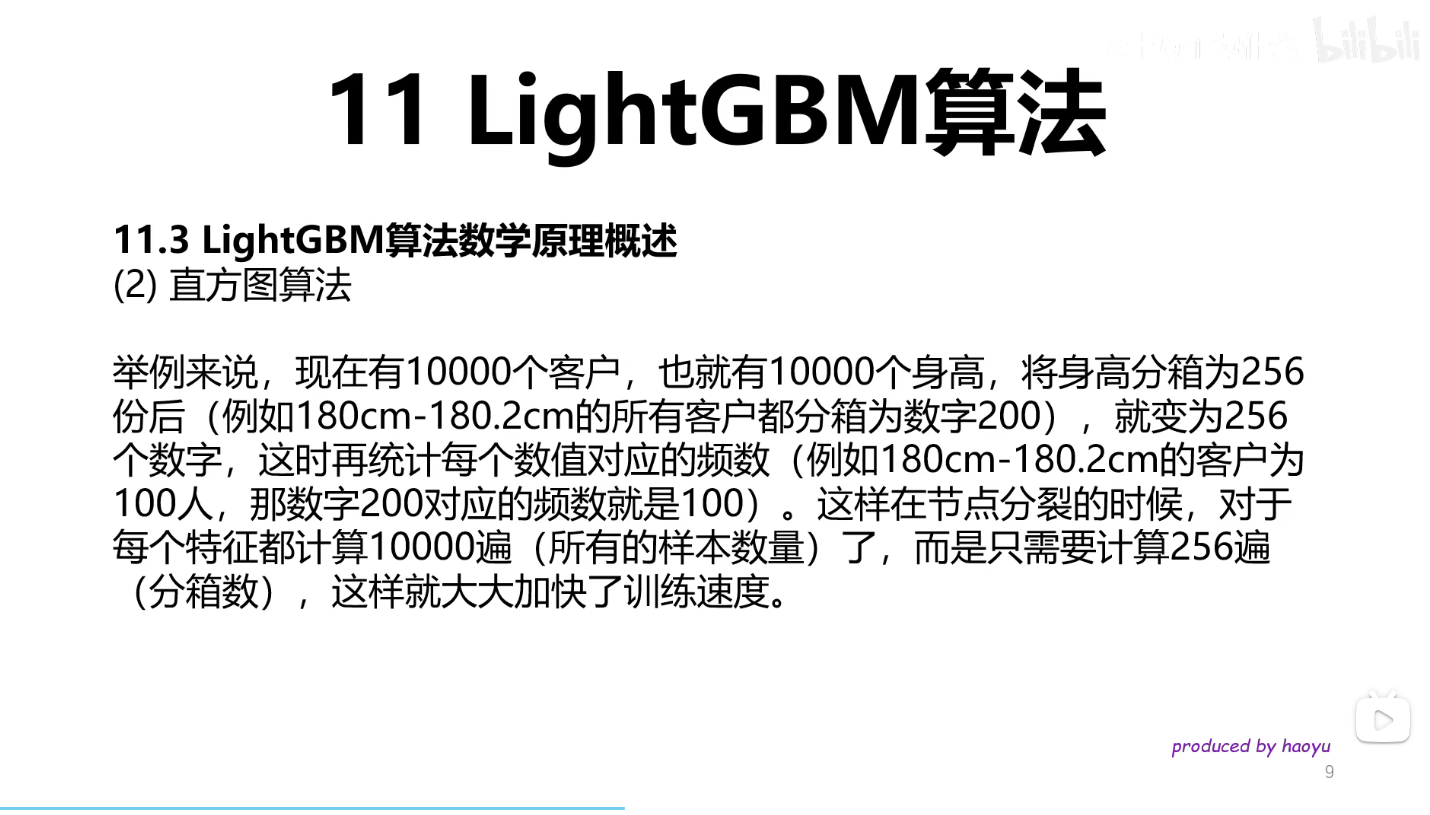 bilibili
11 LightGBM算法
11.3 LightGBM算法数学原理概述
(2) 直方图算法
举例来说，现在有10000个客户，也就有10000个身高，将身高分箱为256
份后（例如180cm-180.2cm的所有客户都分箱为数字200），就变为256
个数字，这时再统计每个数值对应的频数（例如180cm-180.2cm的客户为
100人，那数字200对应的频数就是100）。这样在节点分裂的时候，对于
每个特征都计算10000遍（所有的样本数量）了，而是只需要计算256遍
（分箱数），这样就大大加快了训练速度。
produced by haoyu
9